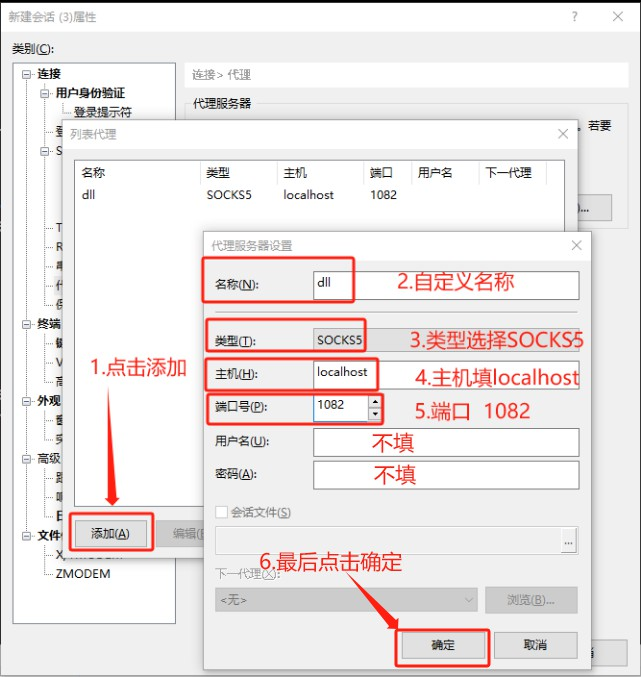 新建会话 (3)属性
类别(C):
连接
用户身份验证
登录提示符
连接 > 代理
代理服务器
。若要
列表代理
名称 类型 主机 端口 用户名 下一代理
dll SOCKS5 localhost 1082
代理服务器设置
名称(N): dll 2.自定义名称
类型(T): SOCKS5 3.类型选择SOCKS5
主机(H): localhost 4.主机填localhost
端口号(P): 1082 5.端口 1082
用户名(U): 不填
密码(A): 不填
会话文件(S)
...
6.最后点击确定
下一代理(X):
<无> 浏览(B)...
确定 取消
1.点击添加
添加(A) 编辑(
终端
外观
高级
ZMODEM